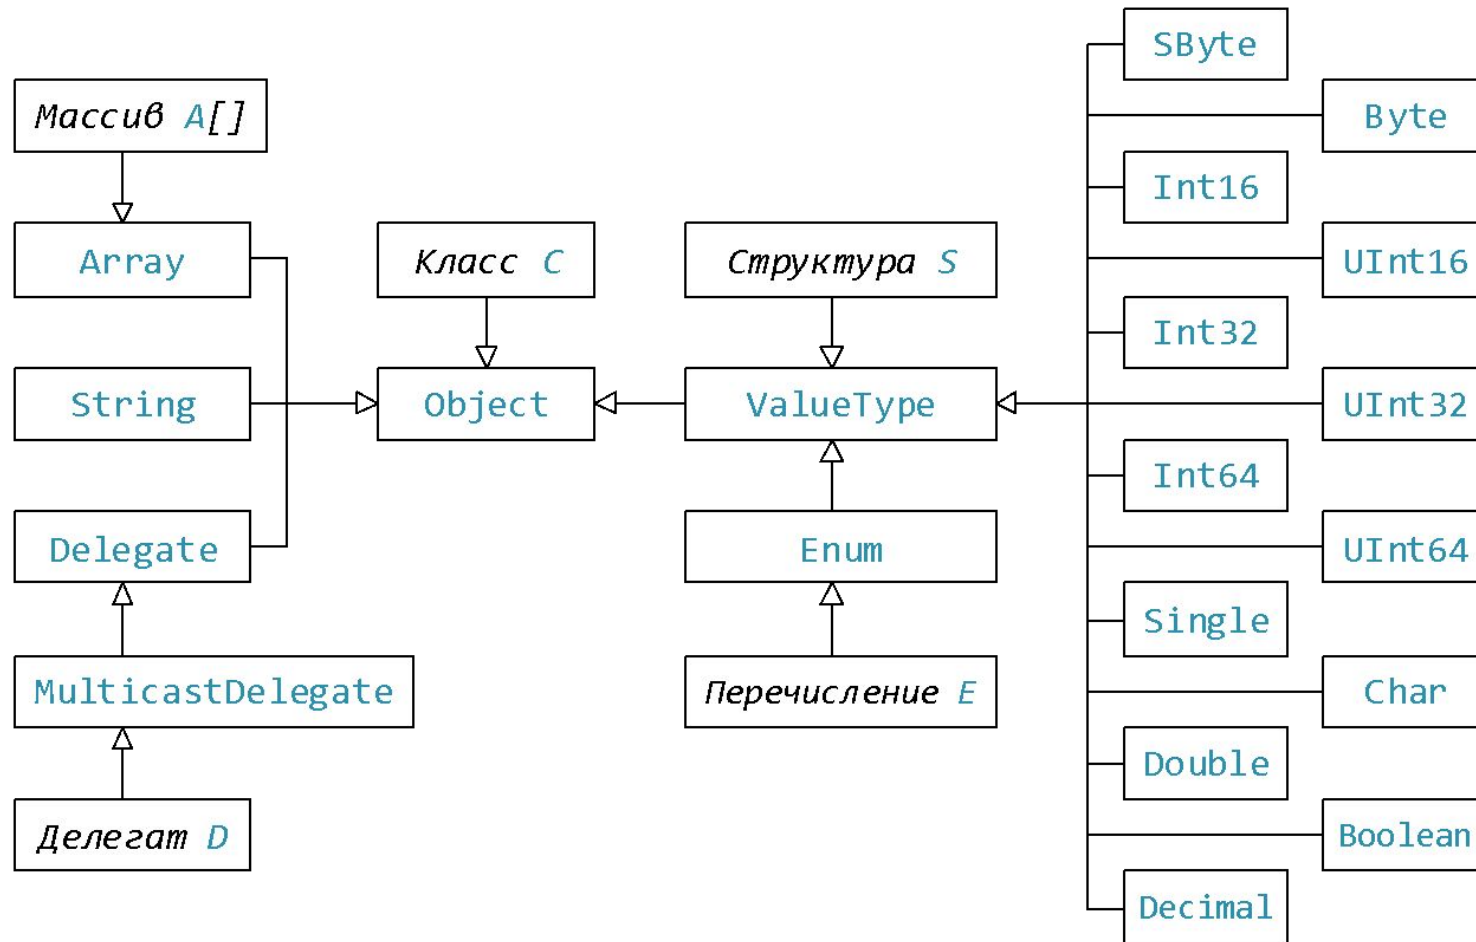 SByte
Массив A[]
Byte
Int16
Array
Класс C
Структура S
UInt16
Int32
String
Object
ValueType
UInt32
Int64
Delegate
Enum
UInt64
Single
MulticastDelegate
Перечисление E
Char
Double
Делегат D
Boolean
Decimal